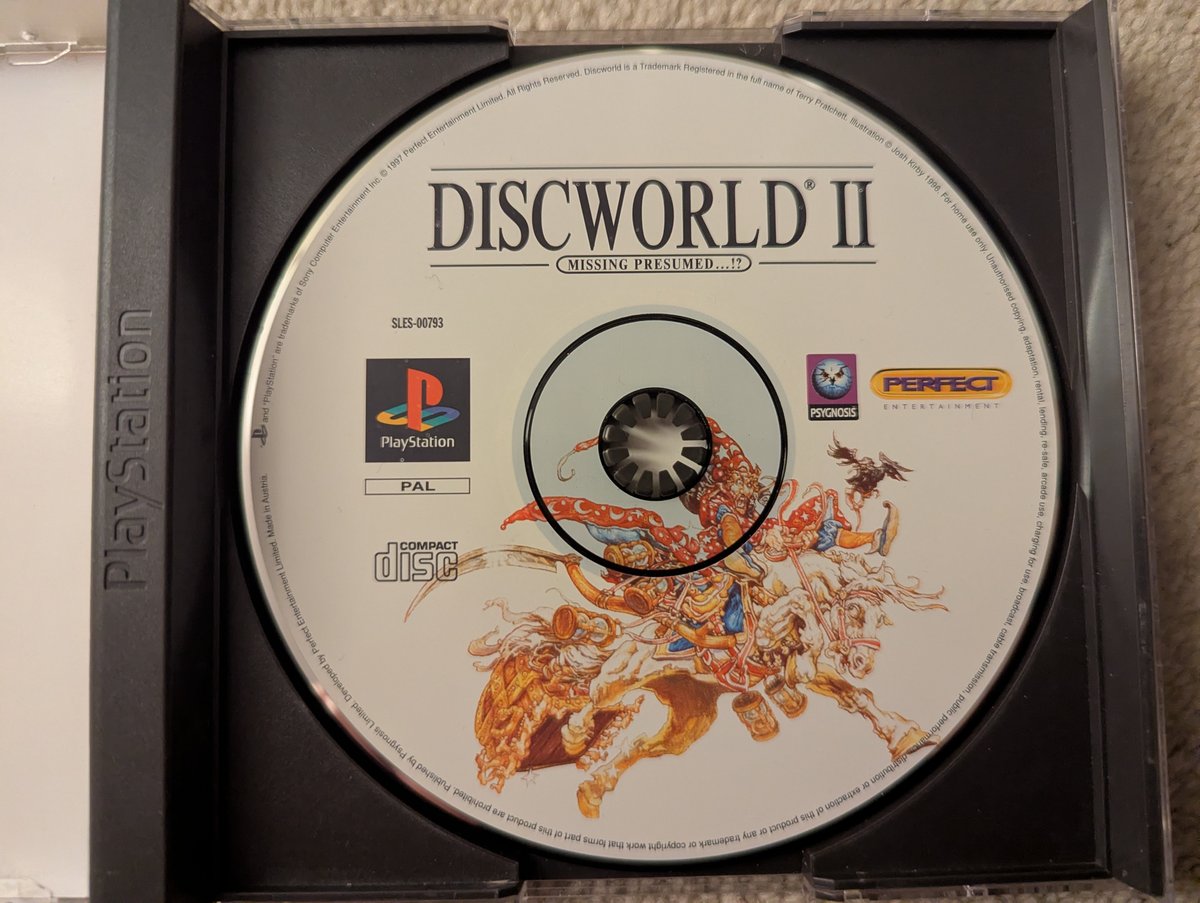 PlayStation
DISCWORLD® II
MISSING PRESUMED...!?
SLES-00793
PlayStation
PAL
COMPACT
disc
PSYGNOSIS
PERFECT
ENTERTAINMENT
and "PlayStation" are trademarks of Sony Computer Entertainment Inc. © 1997 Perfect Entertainment Limited. All Rights Reserved. Discworld is a Trademark Registered in the full name of Terry Pratchett. Illustration © Josh Kirby 1996. For home use only. Unauthorised copying, adaptation, rental, lending, re-sale, arcade use, charging for use, broadcast, cable transmission, public performance, distribution or extraction of this product or any trademark or copyright work that forms part of this product are prohibited. Published by Psygnosis Limited. Developed by Perfect Entertainment Limited. Made in Austria.